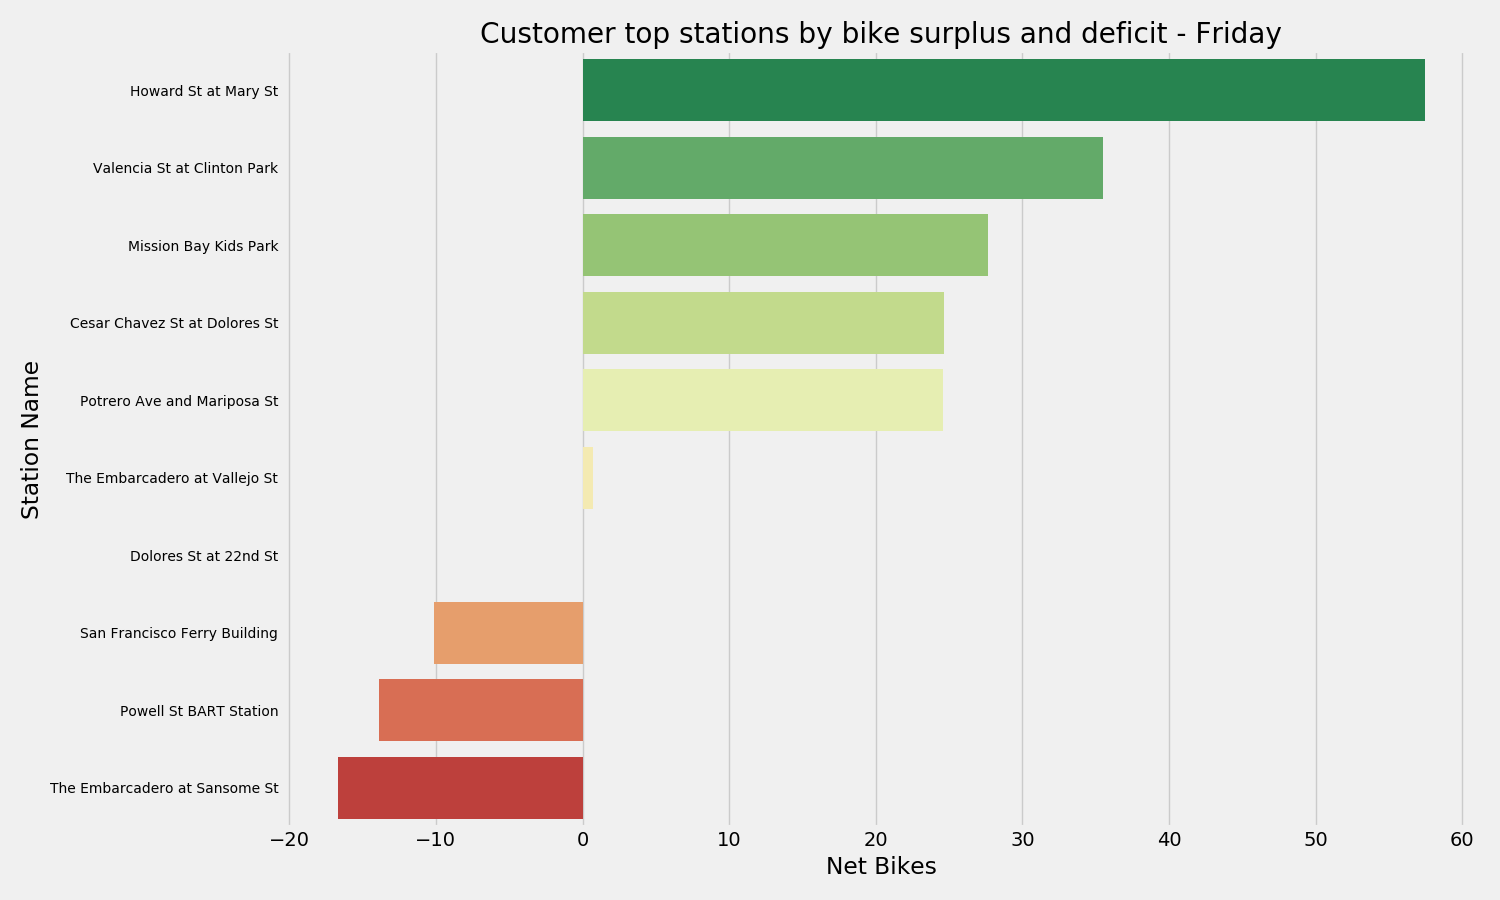 Customer top stations by bike surplus and deficit - Friday
Howard St at Mary St
Valencia St at Clinton Park
Mission Bay Kids Park
Cesar Chavez St at Dolores St
Potrero Ave and Mariposa St
The Embarcadero at Vallejo St
Dolores St at 22nd St
San Francisco Ferry Building
Powell St BART Station
The Embarcadero at Sansome St
Station Name
−20 −10 0 10 20 30 40 50 60
Net Bikes